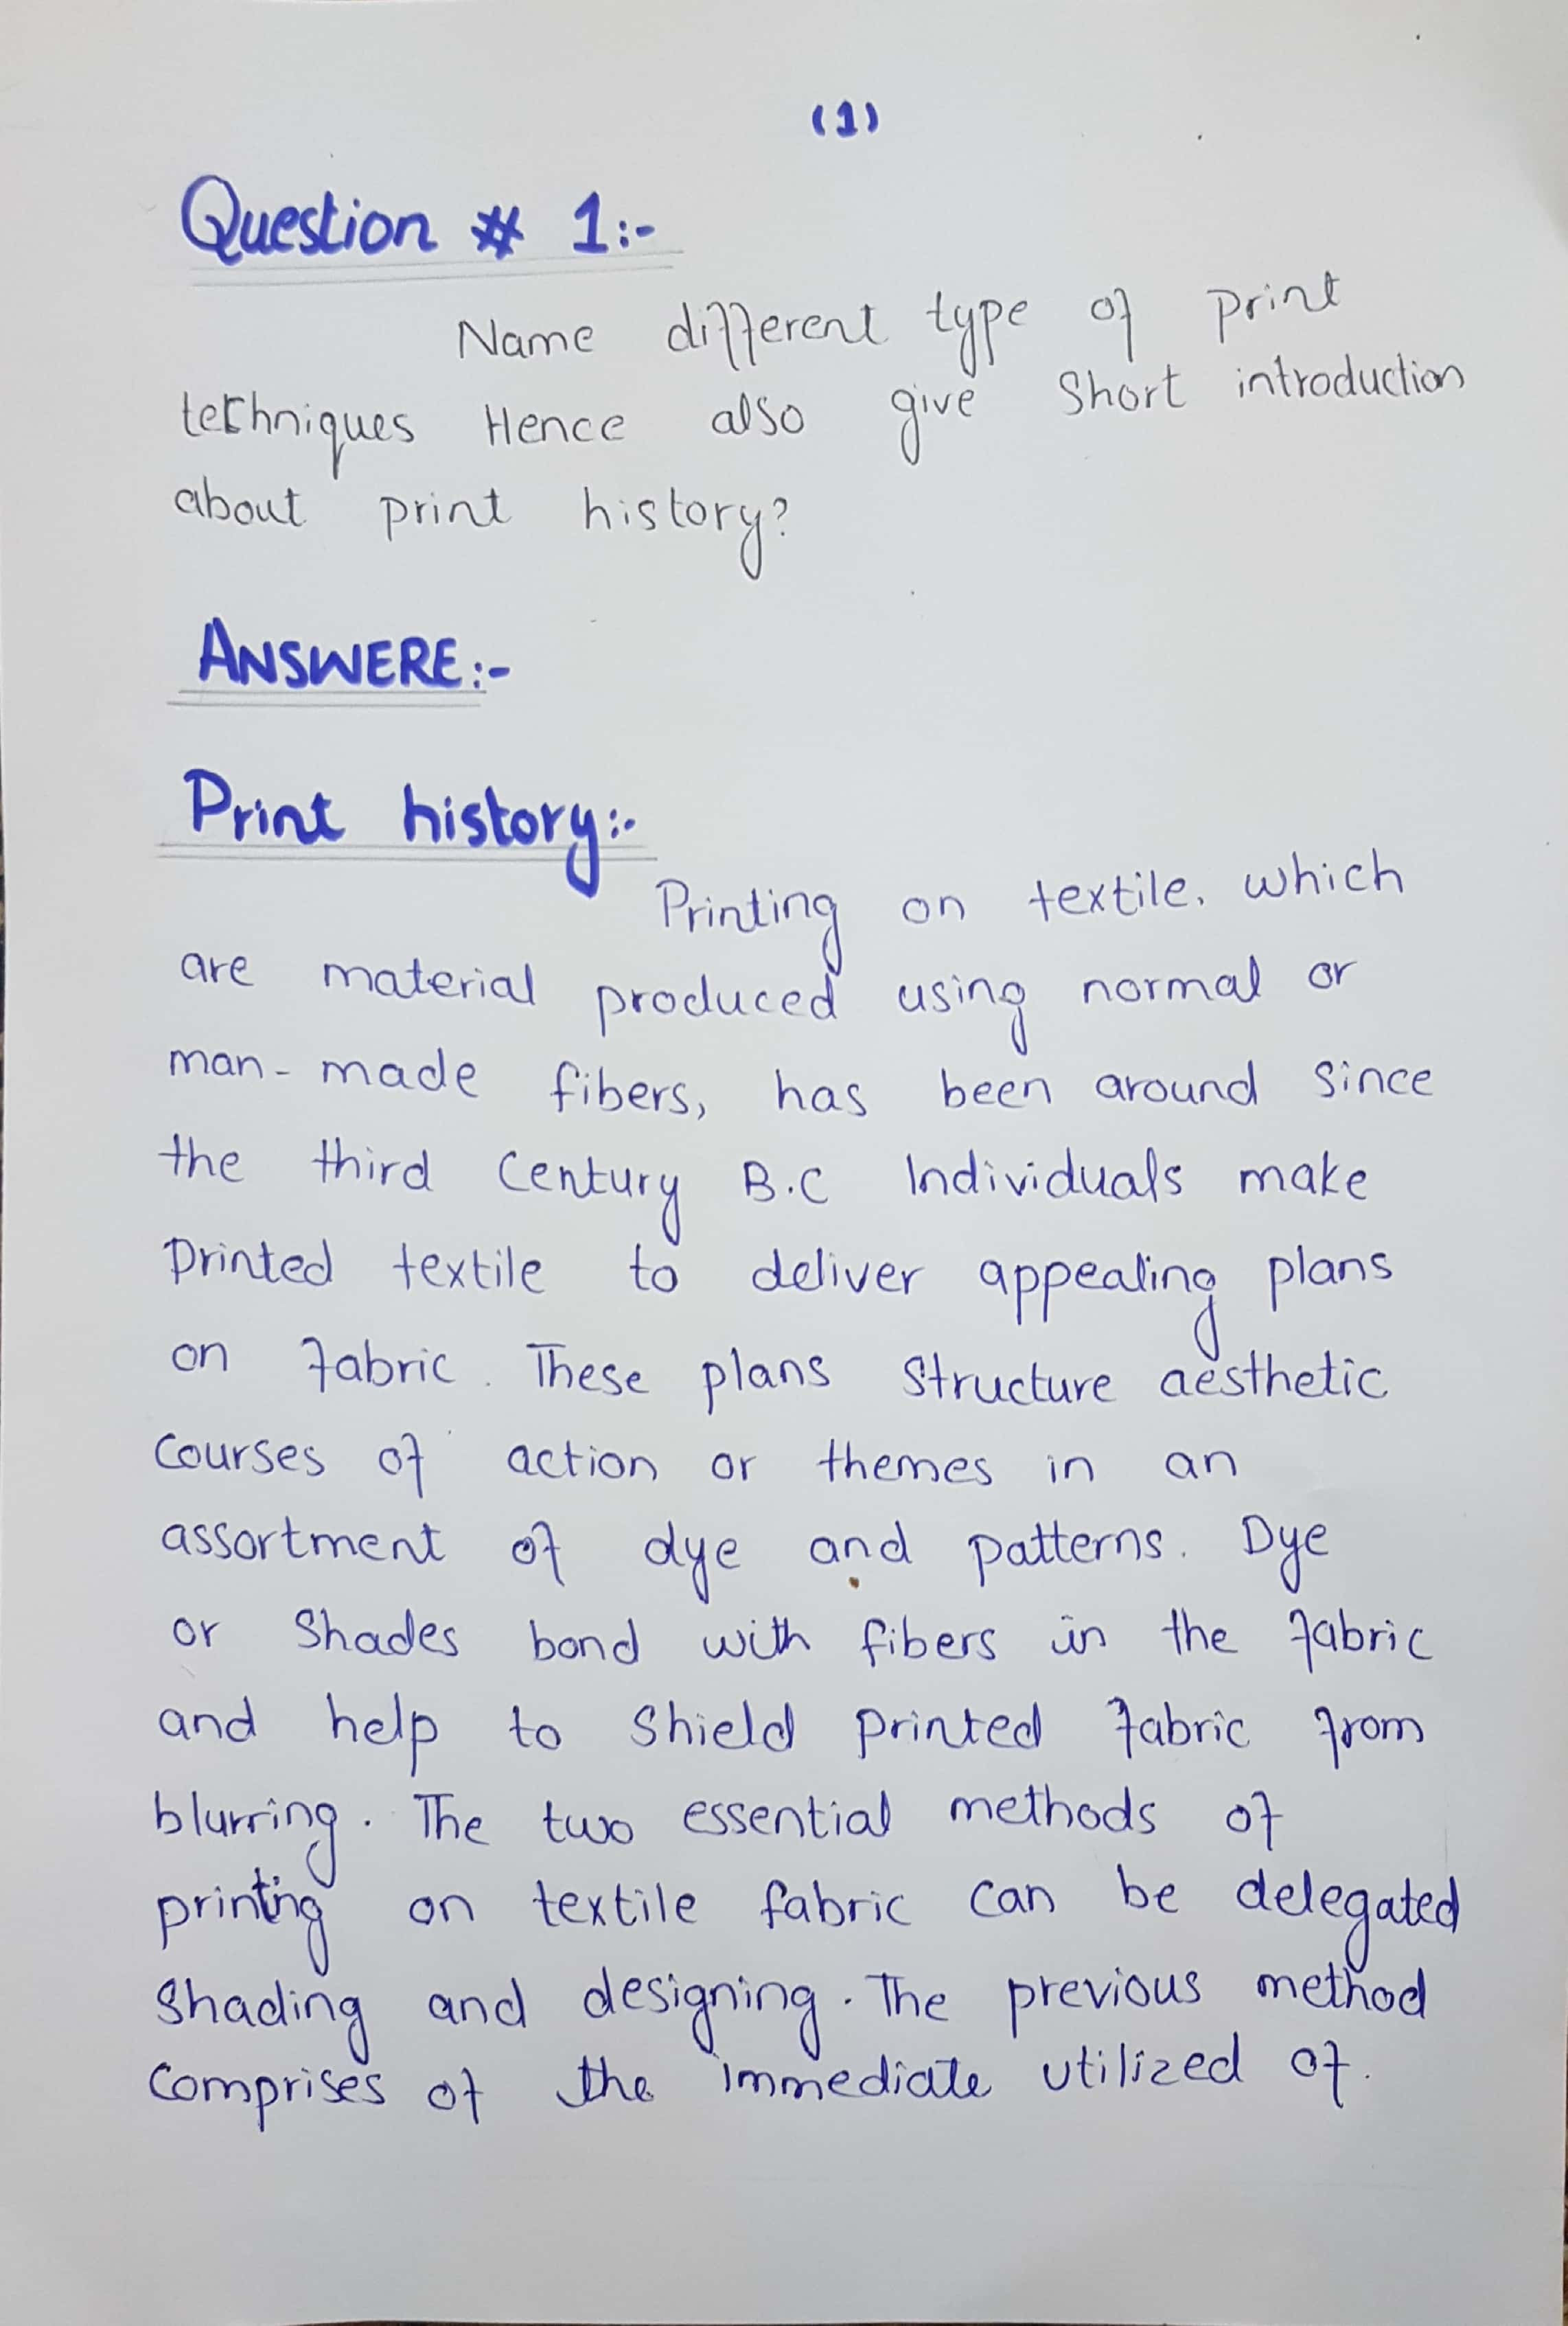 (1)
Question # 1:-
Name different type of print
techniques Hence also give Short introduction
about print history?
ANSWERE:-
Print history:-
Printing on textile, which
are material produced using normal or
man-made fibers, has been around since
the third Century B.C Individuals make
Printed textile to deliver appealing plans
on fabric. These plans Structure aesthetic
Courses of action or themes in an
assortment of dye and patterns. Dye
or Shades bond with fibers in the fabric
and help to Shield Printed fabric from
blurring. The two essential methods of
printing on textile fabric can be delegated
Shading and designing. The previous method
Comprises of the immediate utilized of.